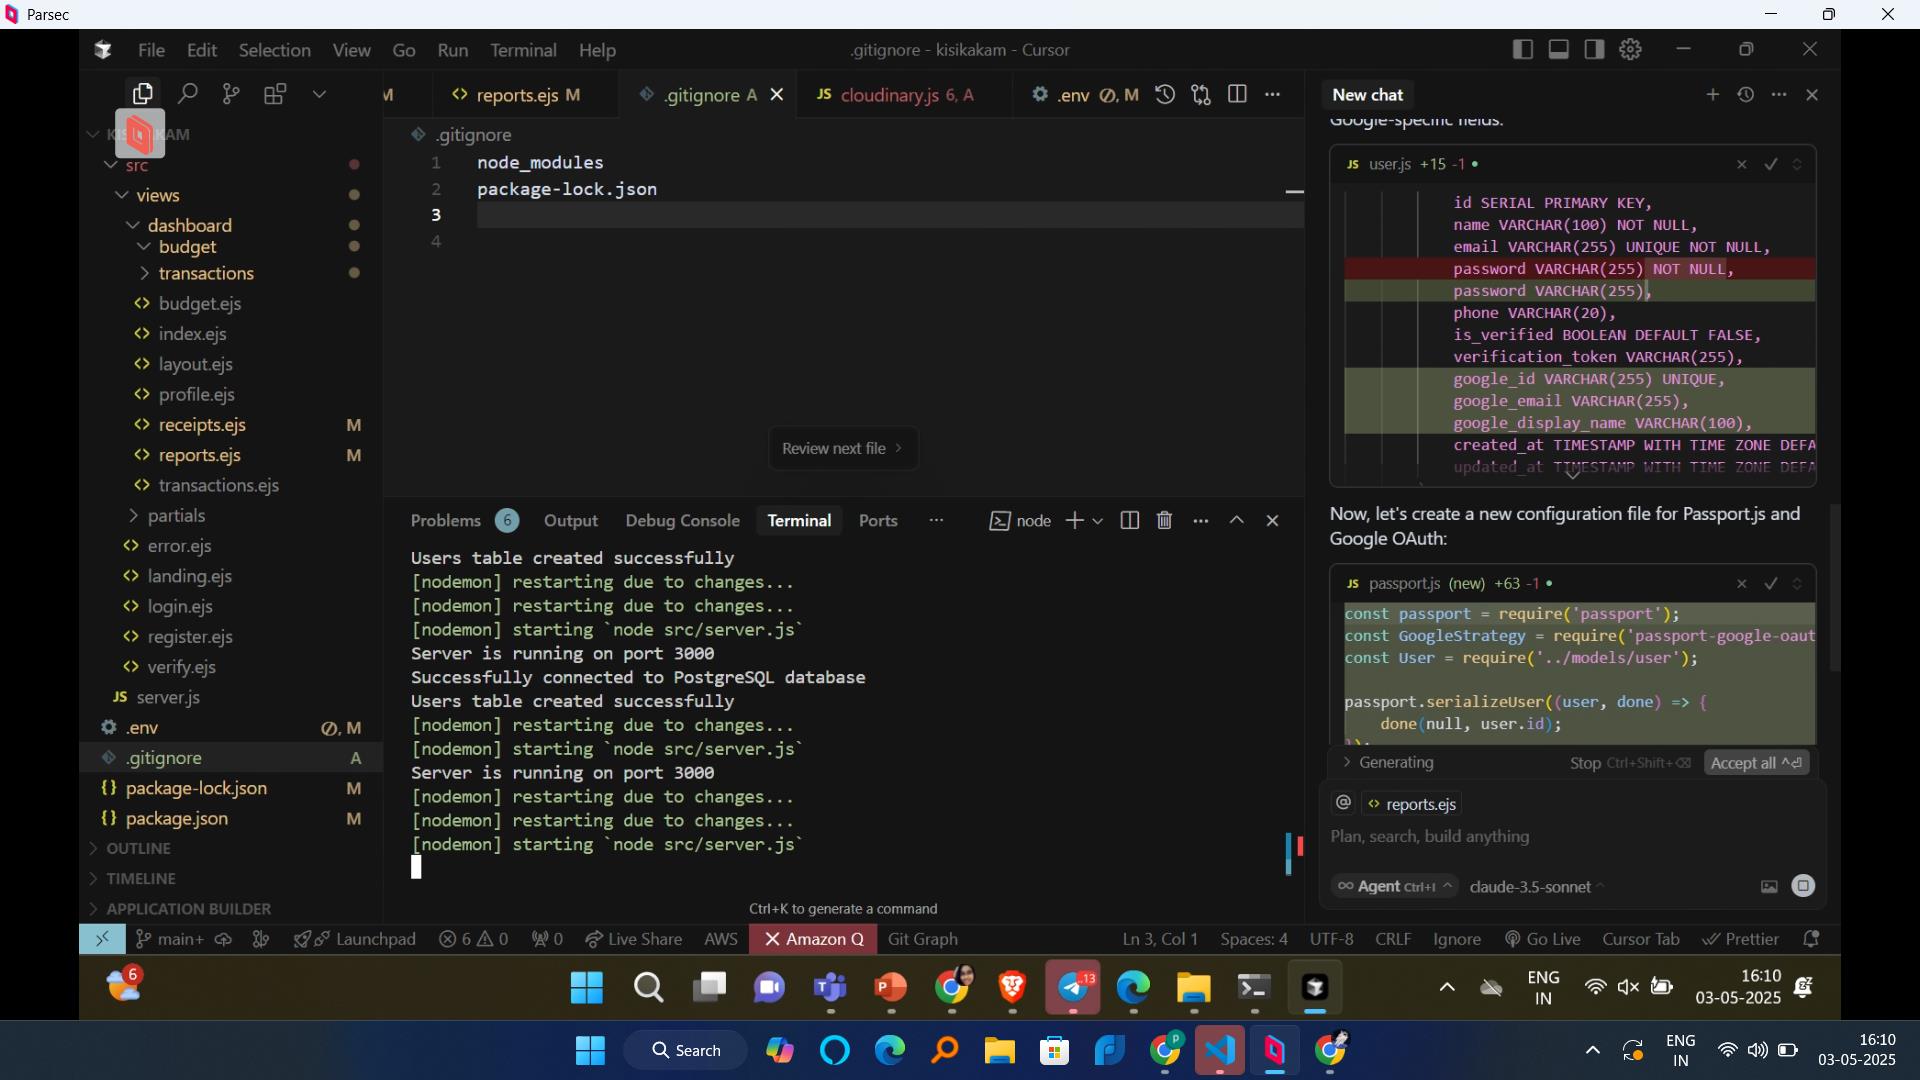 Parsec
File Edit Selection View Go Run Terminal Help
.gitignore - kisikakam - Cursor
M
reports.ejs M
.gitignore A
JS cloudinary.js 6, A
.env M
KISIKAKAM
src
views
dashboard
budget
transactions
budget.ejs
index.ejs
layout.ejs
profile.ejs
receipts.ejs M
reports.ejs M
transactions.ejs
partials
error.ejs
landing.ejs
login.ejs
register.ejs
verify.ejs
JS server.js
.env , M
.gitignore A
{} package-lock.json M
{} package.json M
OUTLINE
TIMELINE
APPLICATION BUILDER
.gitignore
1 node_modules
2 package-lock.json
3
4
Review next file >
Problems 6 Output Debug Console Terminal Ports ... node
Users table created successfully
[nodemon] restarting due to changes...
[nodemon] restarting due to changes...
[nodemon] starting `node src/server.js`
Server is running on port 3000
Successfully connected to PostgreSQL database
Users table created successfully
[nodemon] restarting due to changes...
[nodemon] starting `node src/server.js`
Server is running on port 3000
[nodemon] restarting due to changes...
[nodemon] restarting due to changes...
[nodemon] starting `node src/server.js`
Ctrl+K to generate a command
New chat
Google-specific fields.
JS user.js +15 -1
id SERIAL PRIMARY KEY,
name VARCHAR(100) NOT NULL,
email VARCHAR(255) UNIQUE NOT NULL,
password VARCHAR(255) NOT NULL,
password VARCHAR(255),
phone VARCHAR(20),
is_verified BOOLEAN DEFAULT FALSE,
verification_token VARCHAR(255),
google_id VARCHAR(255) UNIQUE,
google_email VARCHAR(255),
google_display_name VARCHAR(100),
created_at TIMESTAMP WITH TIME ZONE DEFA
updated_at TIMESTAMP WITH TIME ZONE DEFA
Now, let's create a new configuration file for Passport.js and
Google OAuth:
JS passport.js (new) +63 -1
const passport = require('passport');
const GoogleStrategy = require('passport-google-oaut
const User = require('../models/user');
passport.serializeUser((user, done) => {
done(null, user.id);
});
> Generating Stop Ctrl+Shift+⌫ Accept all ^⏎
@ <> reports.ejs
Plan, search, build anything
∞ Agent Ctrl+I claude-3.5-sonnet
main+ Launchpad 6 0 0 Live Share AWS Amazon Q Git Graph
Ln 3, Col 1 Spaces: 4 UTF-8 CRLF Ignore Go Live Cursor Tab Prettier
6
13
ENG
IN
16:10
03-05-2025
Search
ENG
IN
16:10
03-05-2025